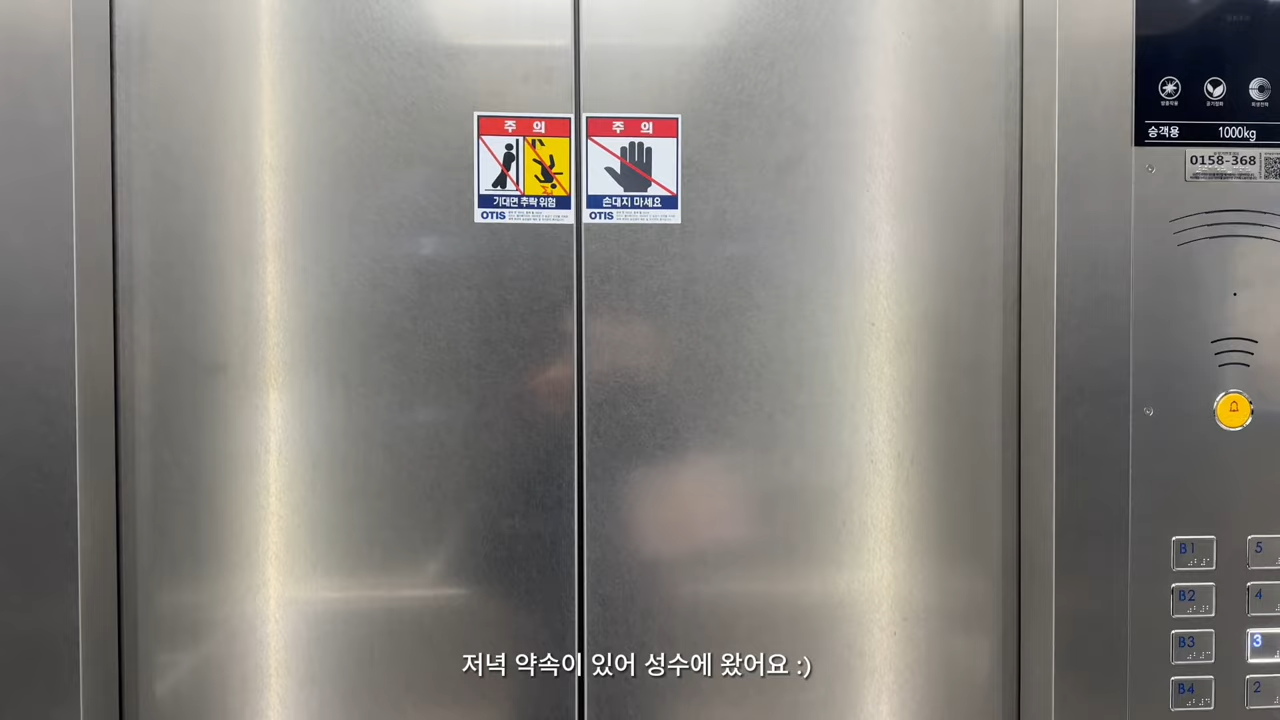 주 의
기대면 추락 위험
OTIS
주 의
손대지 마세요
OTIS
승객용 1000kg
0158-368
B1 5
B2 4
B3 3
B4 2
저녁 약속이 있어 성수에 왔어요 :)